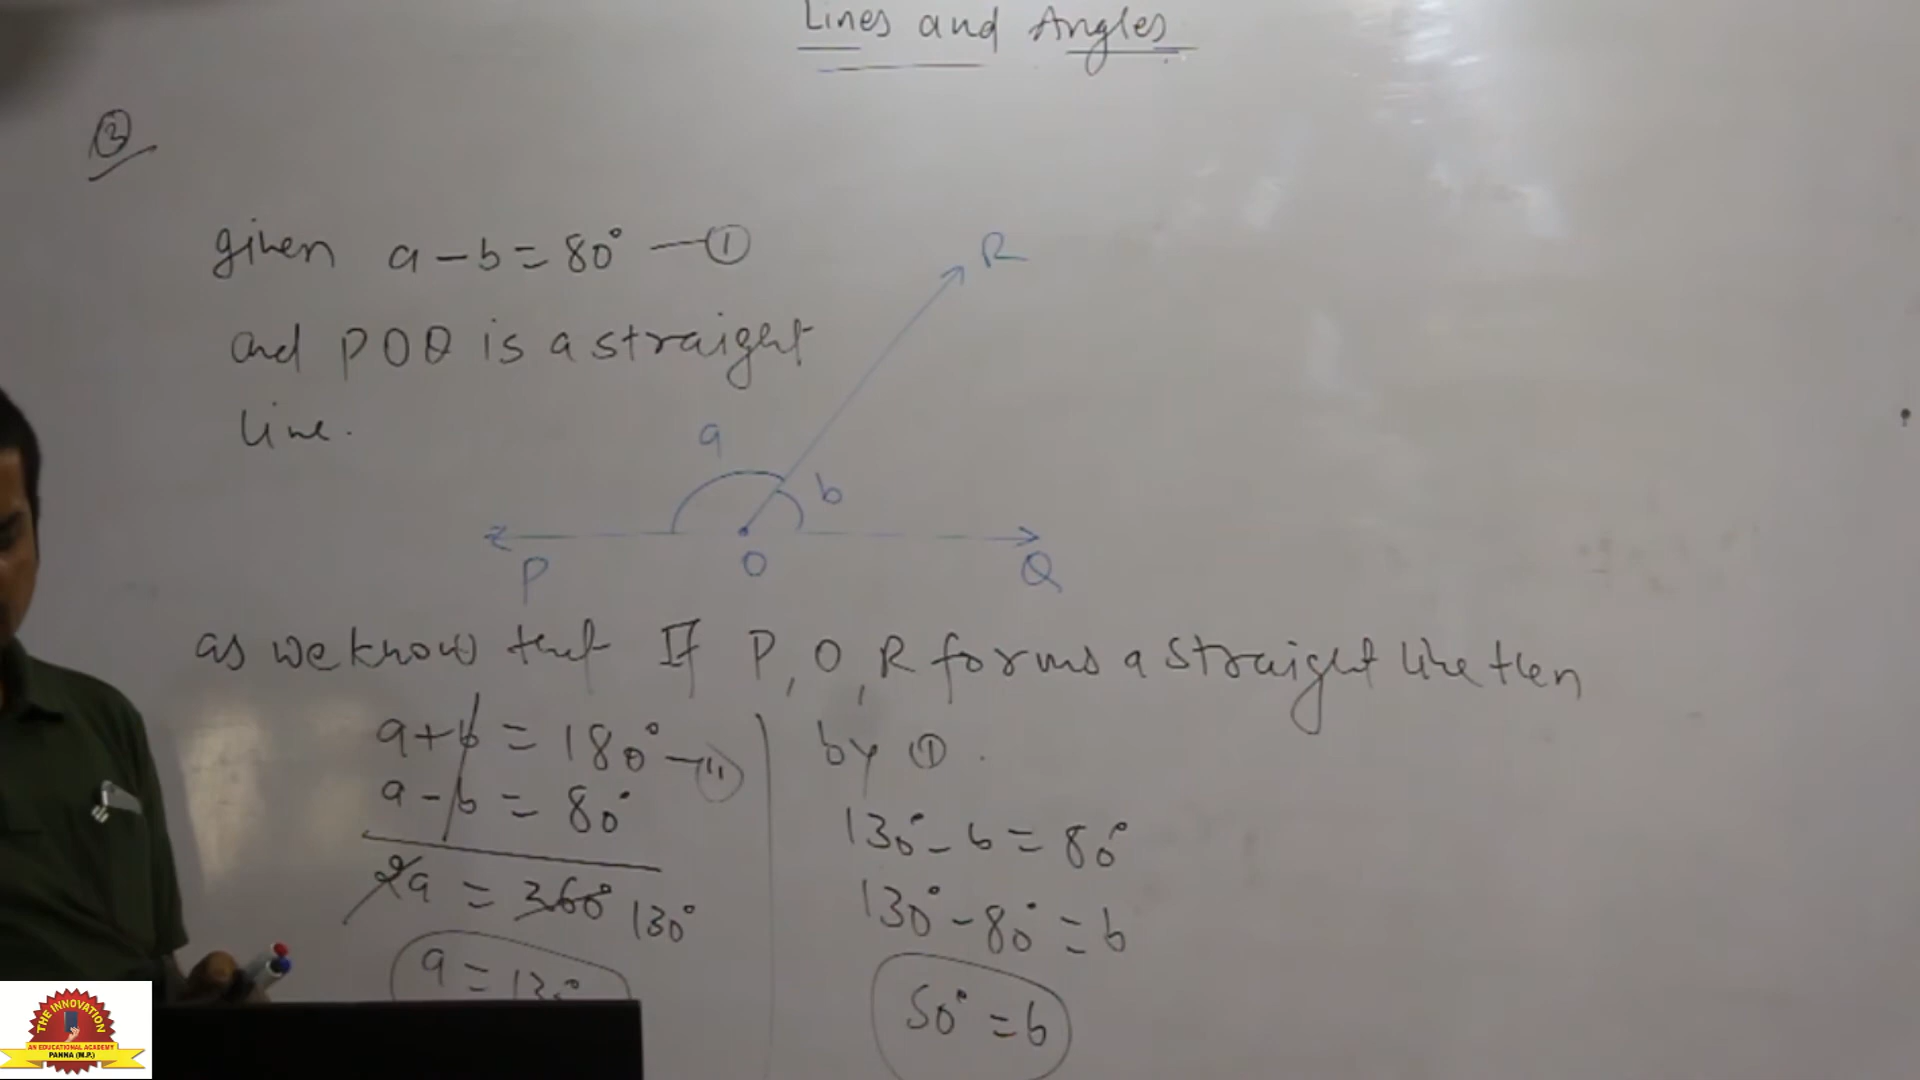 Lines and Angles
③
given a - b = 80° — ①
and POQ is a straight
line.
R
a
b
P
O
Q
as we know that If P, O, R forms a straight line then
a + b = 180° — (11)
a - b = 80°
2a = 360° 130°
a = 130°
by ①.
130° - b = 80°
130° - 80° = b
50° = b
THE INNOVATION
AN EDUCATIONAL ACADEMY
PANNA (M.P.)